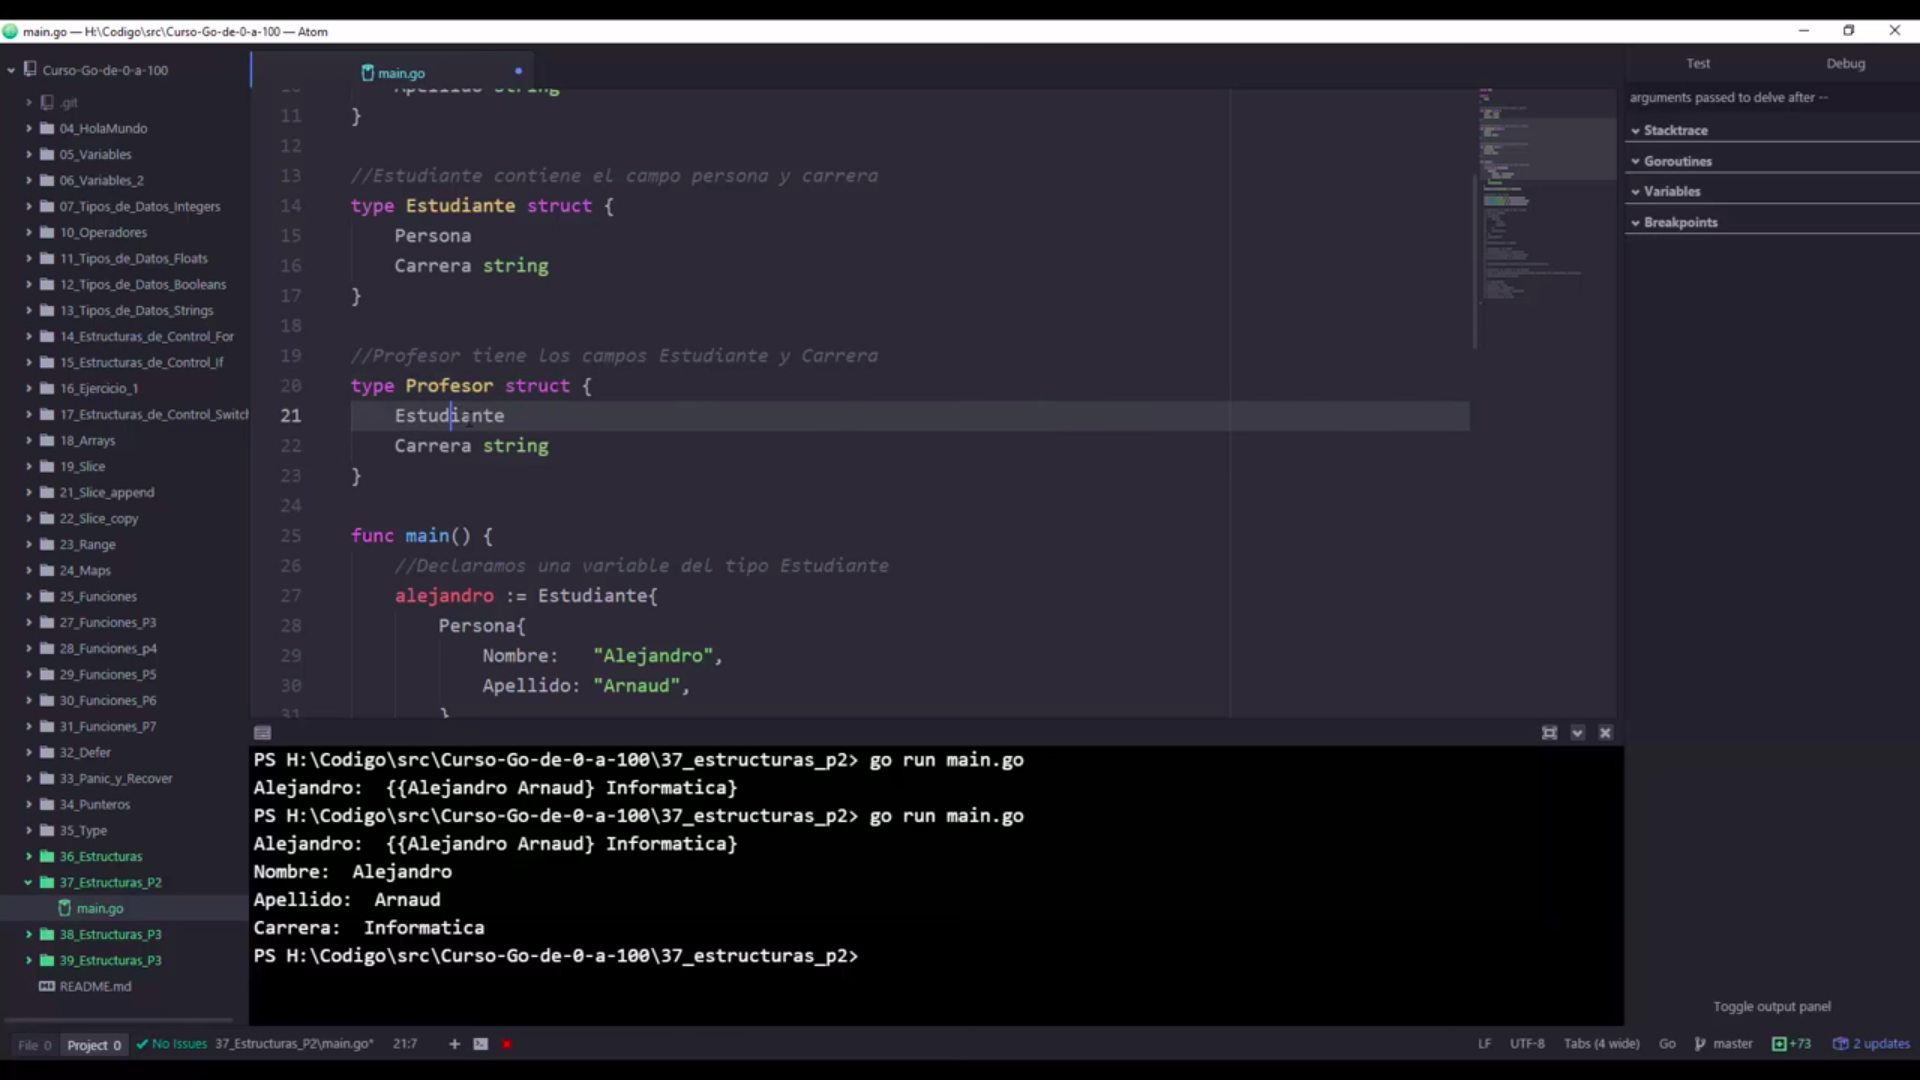 main.go — H:\Codigo\src\Curso-Go-de-0-a-100 — Atom
Curso-Go-de-0-a-100
.git
04_HolaMundo
05_Variables
06_Variables_2
07_Tipos_de_Datos_Integers
10_Operadores
11_Tipos_de_Datos_Floats
12_Tipos_de_Datos_Booleans
13_Tipos_de_Datos_Strings
14_Estructuras_de_Control_For
15_Estructuras_de_Control_If
16_Ejercicio_1
17_Estructuras_de_Control_Switch
18_Arrays
19_Slice
21_Slice_append
22_Slice_copy
23_Range
24_Maps
25_Funciones
27_Funciones_P3
28_Funciones_p4
29_Funciones_P5
30_Funciones_P6
31_Funciones_P7
32_Defer
33_Panic_y_Recover
34_Punteros
35_Type
36_Estructuras
37_Estructuras_P2
main.go
38_Estructuras_P3
39_Estructuras_P3
README.md
main.go
10 Apellido string
11 }
12
13 //Estudiante contiene el campo persona y carrera
14 type Estudiante struct {
15 Persona
16 Carrera string
17 }
18
19 //Profesor tiene los campos Estudiante y Carrera
20 type Profesor struct {
21 Estudiante
22 Carrera string
23 }
24
25 func main() {
26 //Declaramos una variable del tipo Estudiante
27 alejandro := Estudiante{
28 Persona{
29 Nombre: "Alejandro",
30 Apellido: "Arnaud",
31 }
Test Debug
arguments passed to delve after --
Stacktrace
Goroutines
Variables
Breakpoints
Toggle output panel
PS H:\Codigo\src\Curso-Go-de-0-a-100\37_estructuras_p2> go run main.go
Alejandro: {{Alejandro Arnaud} Informatica}
PS H:\Codigo\src\Curso-Go-de-0-a-100\37_estructuras_p2> go run main.go
Alejandro: {{Alejandro Arnaud} Informatica}
Nombre: Alejandro
Apellido: Arnaud
Carrera: Informatica
PS H:\Codigo\src\Curso-Go-de-0-a-100\37_estructuras_p2>
File 0 Project 0 No Issues 37_Estructuras_P2\main.go* 21:7 + LF UTF-8 Tabs (4 wide) Go master +73 2 updates